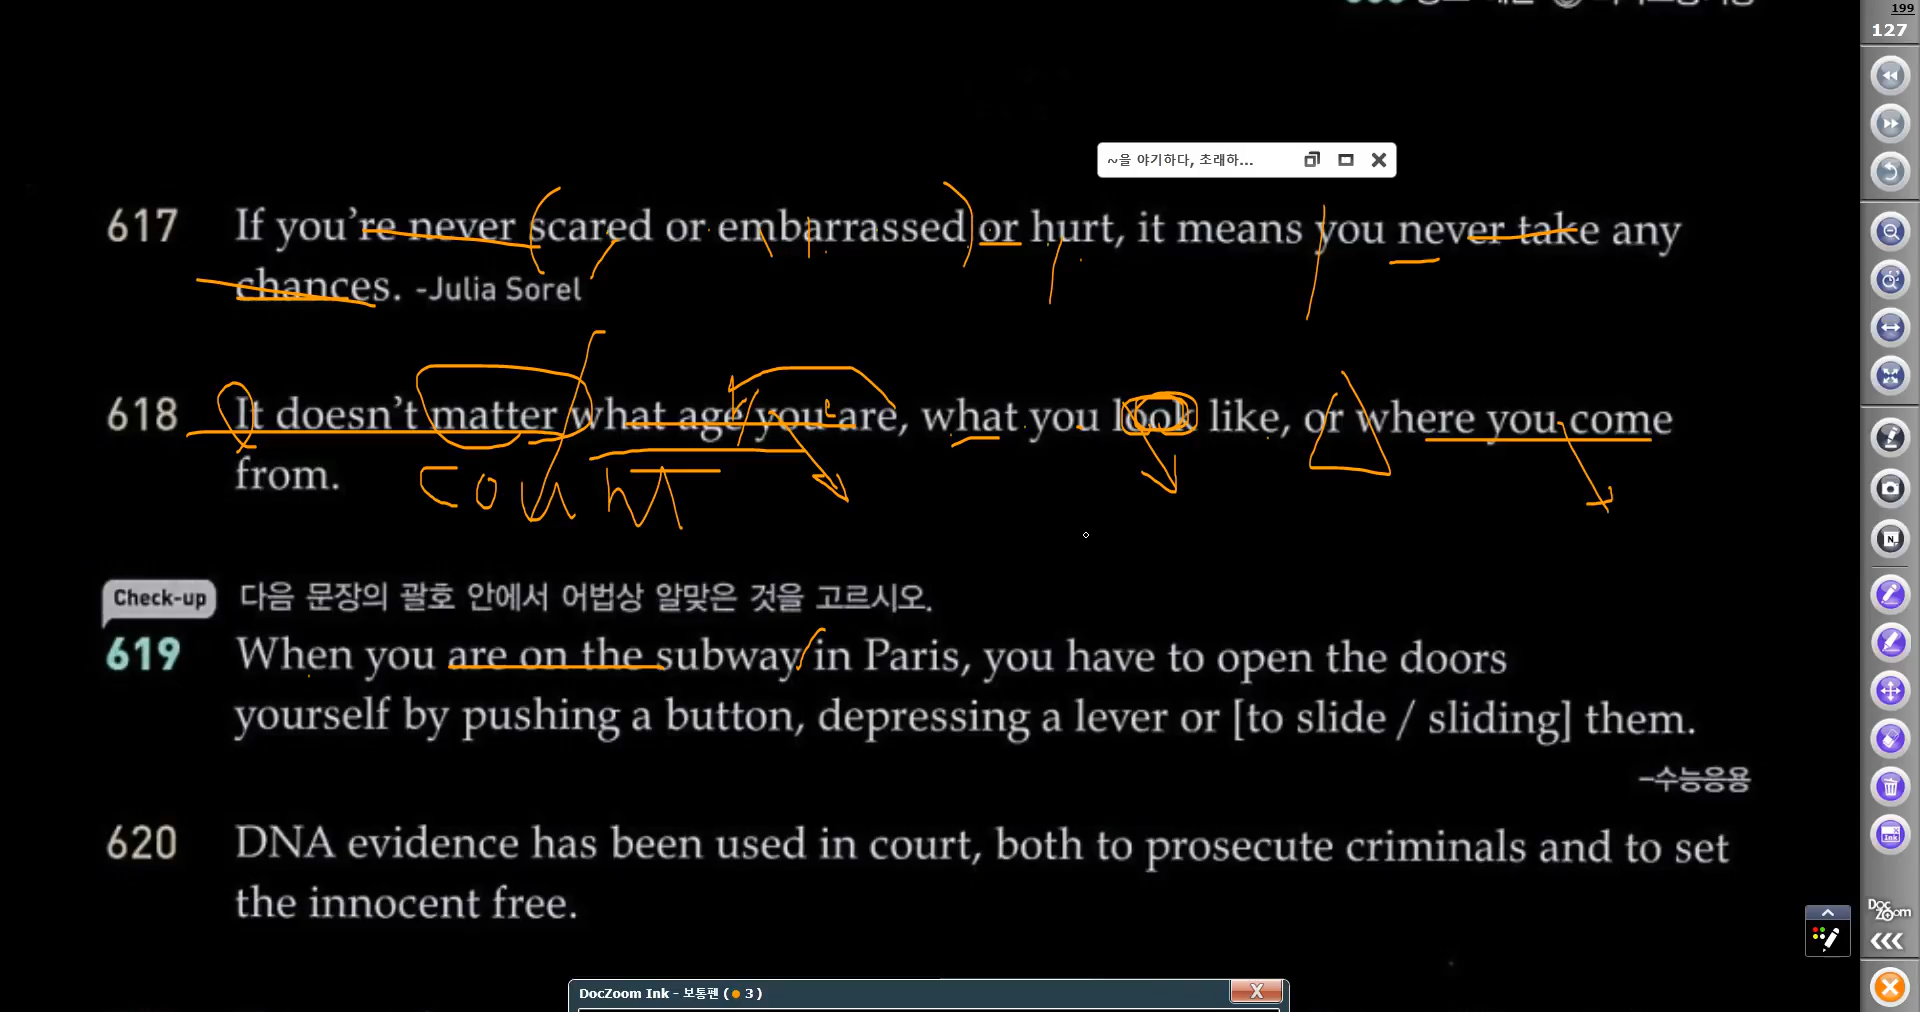 199
127
~을 야기하다, 초래하...
617 If you're never scared or embarrassed or hurt, it means you never take any
chances. -Julia Sorel
618 It doesn't matter what age you are, what you look like, or where you come
from.
count
Check-up 다음 문장의 괄호 안에서 어법상 알맞은 것을 고르시오.
619 When you are on the subway in Paris, you have to open the doors
yourself by pushing a button, depressing a lever or [to slide / sliding] them.
–수능응용
620 DNA evidence has been used in court, both to prosecute criminals and to set
the innocent free.
DocZoom
DocZoom Ink - 보통펜 ( 3 )